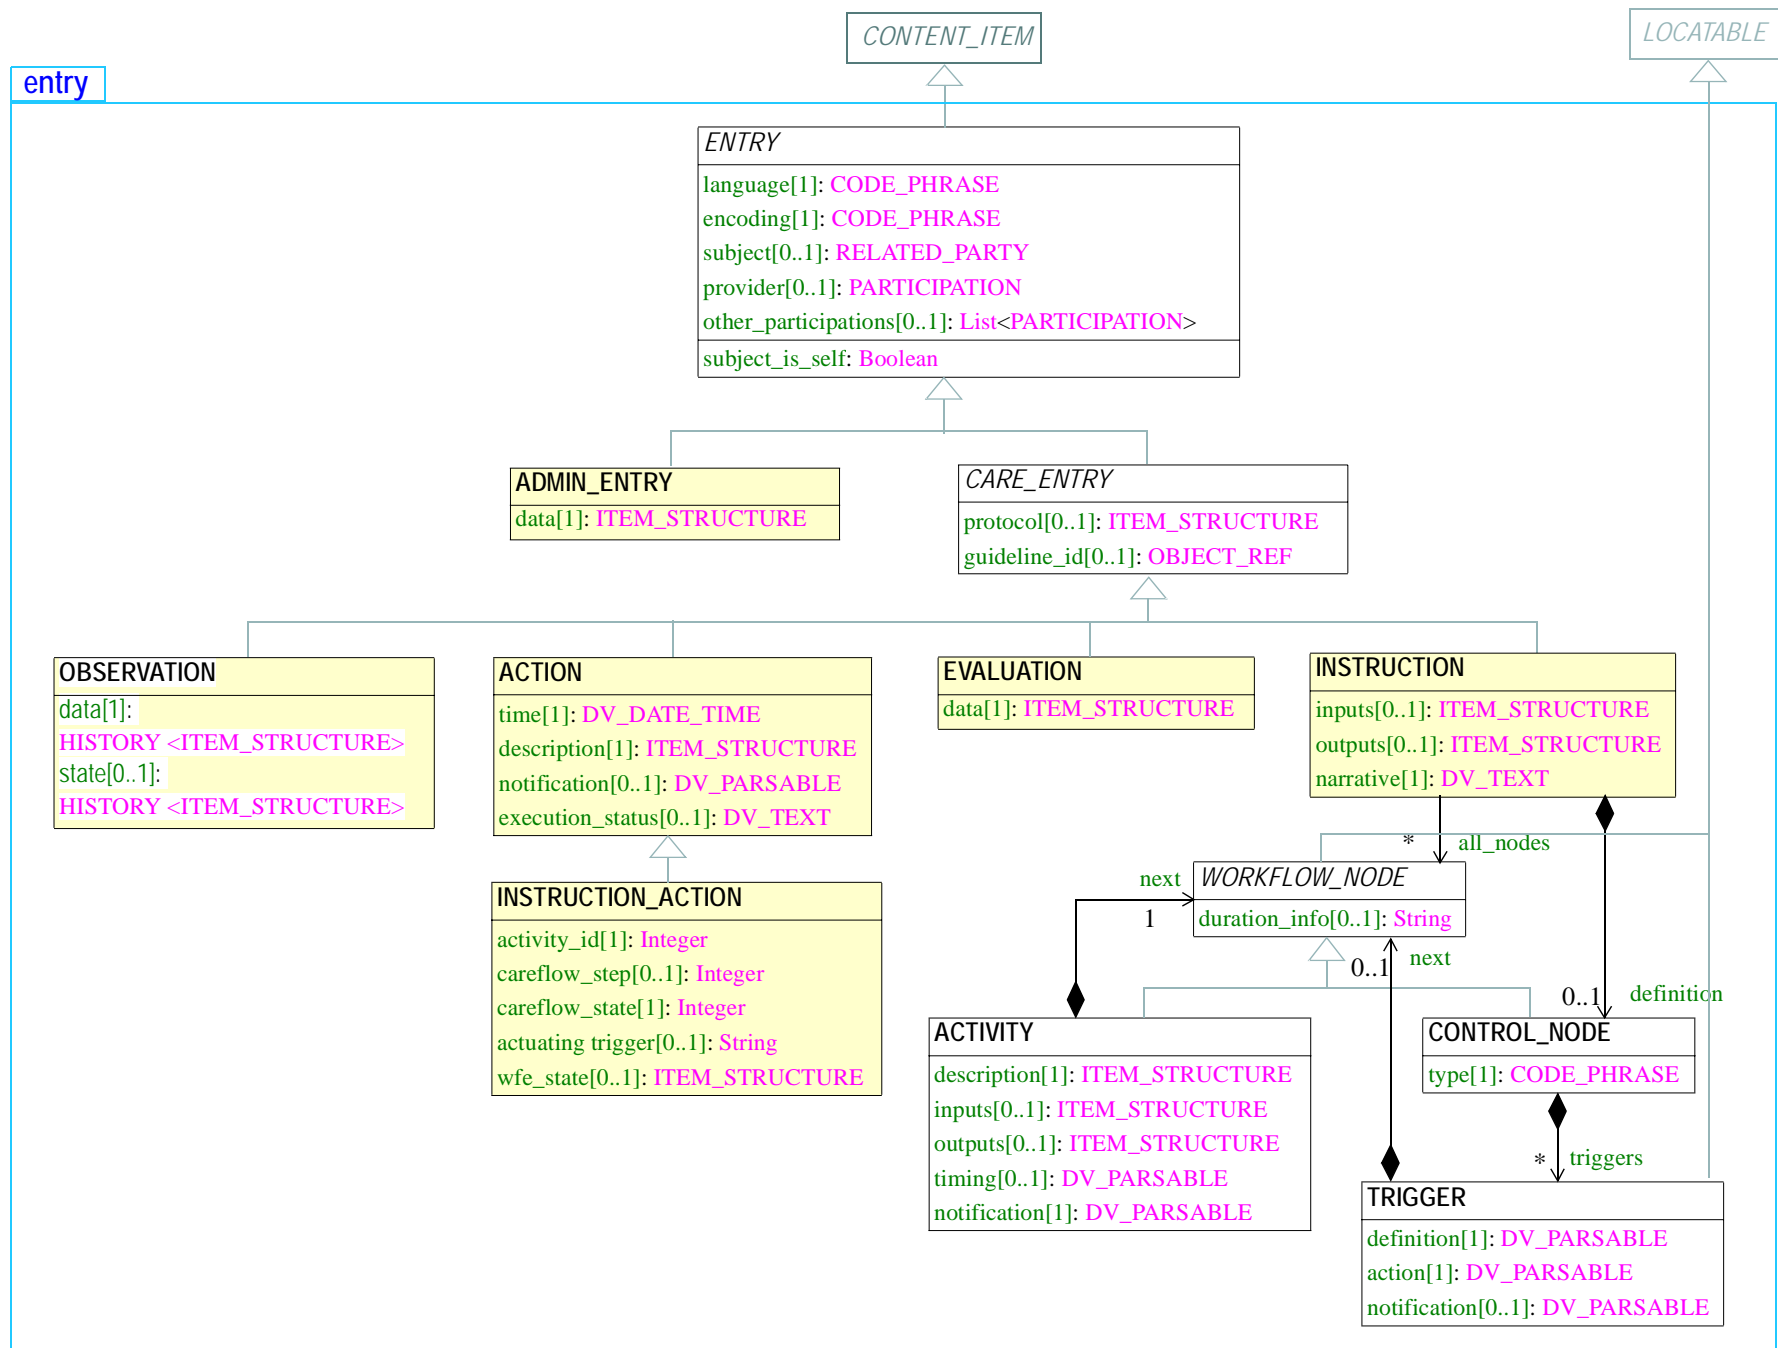 CONTENT_ITEM
LOCATABLE
entry
ENTRY
language[1]: CODE_PHRASE
encoding[1]: CODE_PHRASE
subject[0..1]: RELATED_PARTY
provider[0..1]: PARTICIPATION
other_participations[0..1]: List<PARTICIPATION>
subject_is_self: Boolean
ADMIN_ENTRY
data[1]: ITEM_STRUCTURE
CARE_ENTRY
protocol[0..1]: ITEM_STRUCTURE
guideline_id[0..1]: OBJECT_REF
OBSERVATION
data[1]:
HISTORY <ITEM_STRUCTURE>
state[0..1]:
HISTORY <ITEM_STRUCTURE>
ACTION
time[1]: DV_DATE_TIME
description[1]: ITEM_STRUCTURE
notification[0..1]: DV_PARSABLE
execution_status[0..1]: DV_TEXT
EVALUATION
data[1]: ITEM_STRUCTURE
INSTRUCTION
inputs[0..1]: ITEM_STRUCTURE
outputs[0..1]: ITEM_STRUCTURE
narrative[1]: DV_TEXT
* all_nodes
INSTRUCTION_ACTION
activity_id[1]: Integer
careflow_step[0..1]: Integer
careflow_state[1]: Integer
actuating trigger[0..1]: String
wfe_state[0..1]: ITEM_STRUCTURE
next
1
WORKFLOW_NODE
duration_info[0..1]: String
0..1 next
0..1 definition
ACTIVITY
description[1]: ITEM_STRUCTURE
inputs[0..1]: ITEM_STRUCTURE
outputs[0..1]: ITEM_STRUCTURE
timing[0..1]: DV_PARSABLE
notification[1]: DV_PARSABLE
CONTROL_NODE
type[1]: CODE_PHRASE
* triggers
TRIGGER
definition[1]: DV_PARSABLE
action[1]: DV_PARSABLE
notification[0..1]: DV_PARSABLE